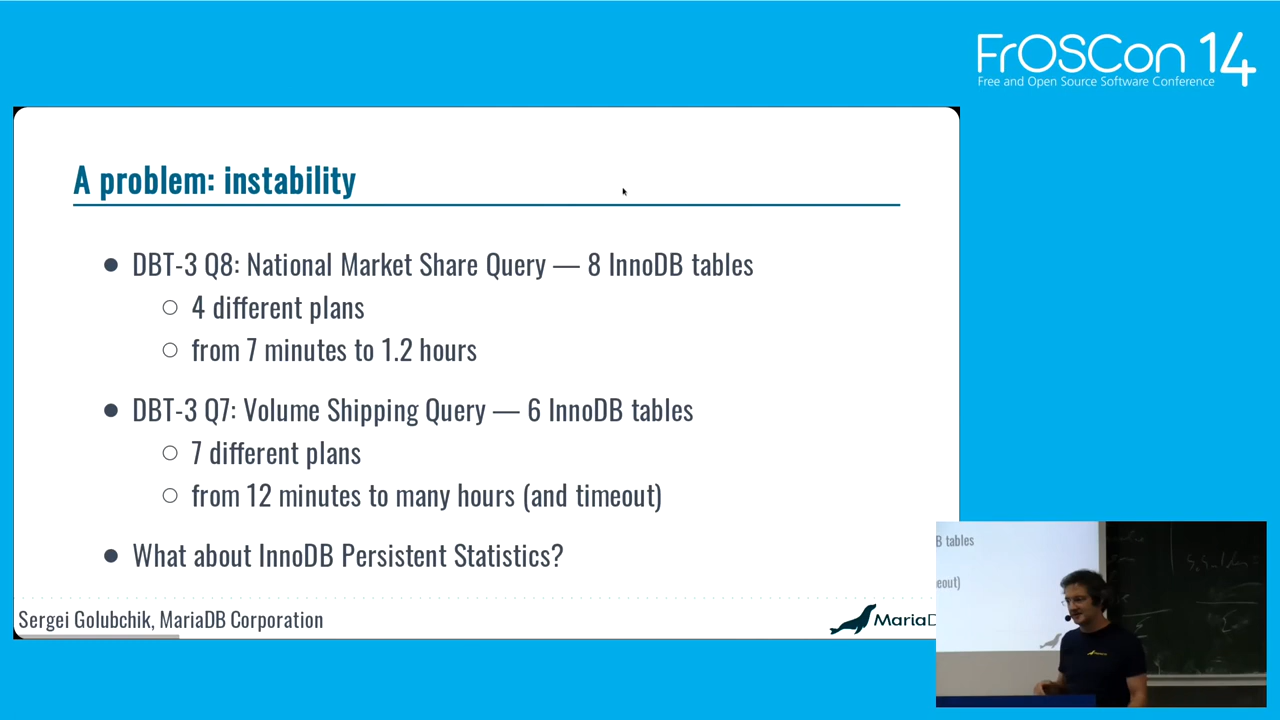 FrOSCon 14
Free and Open Source Software Conference
A problem: instability
● DBT-3 Q8: National Market Share Query — 8 InnoDB tables
○ 4 different plans
○ from 7 minutes to 1.2 hours
● DBT-3 Q7: Volume Shipping Query — 6 InnoDB tables
○ 7 different plans
○ from 12 minutes to many hours (and timeout)
● What about InnoDB Persistent Statistics?
Sergei Golubchik, MariaDB Corporation
MariaD
B tables
eout)